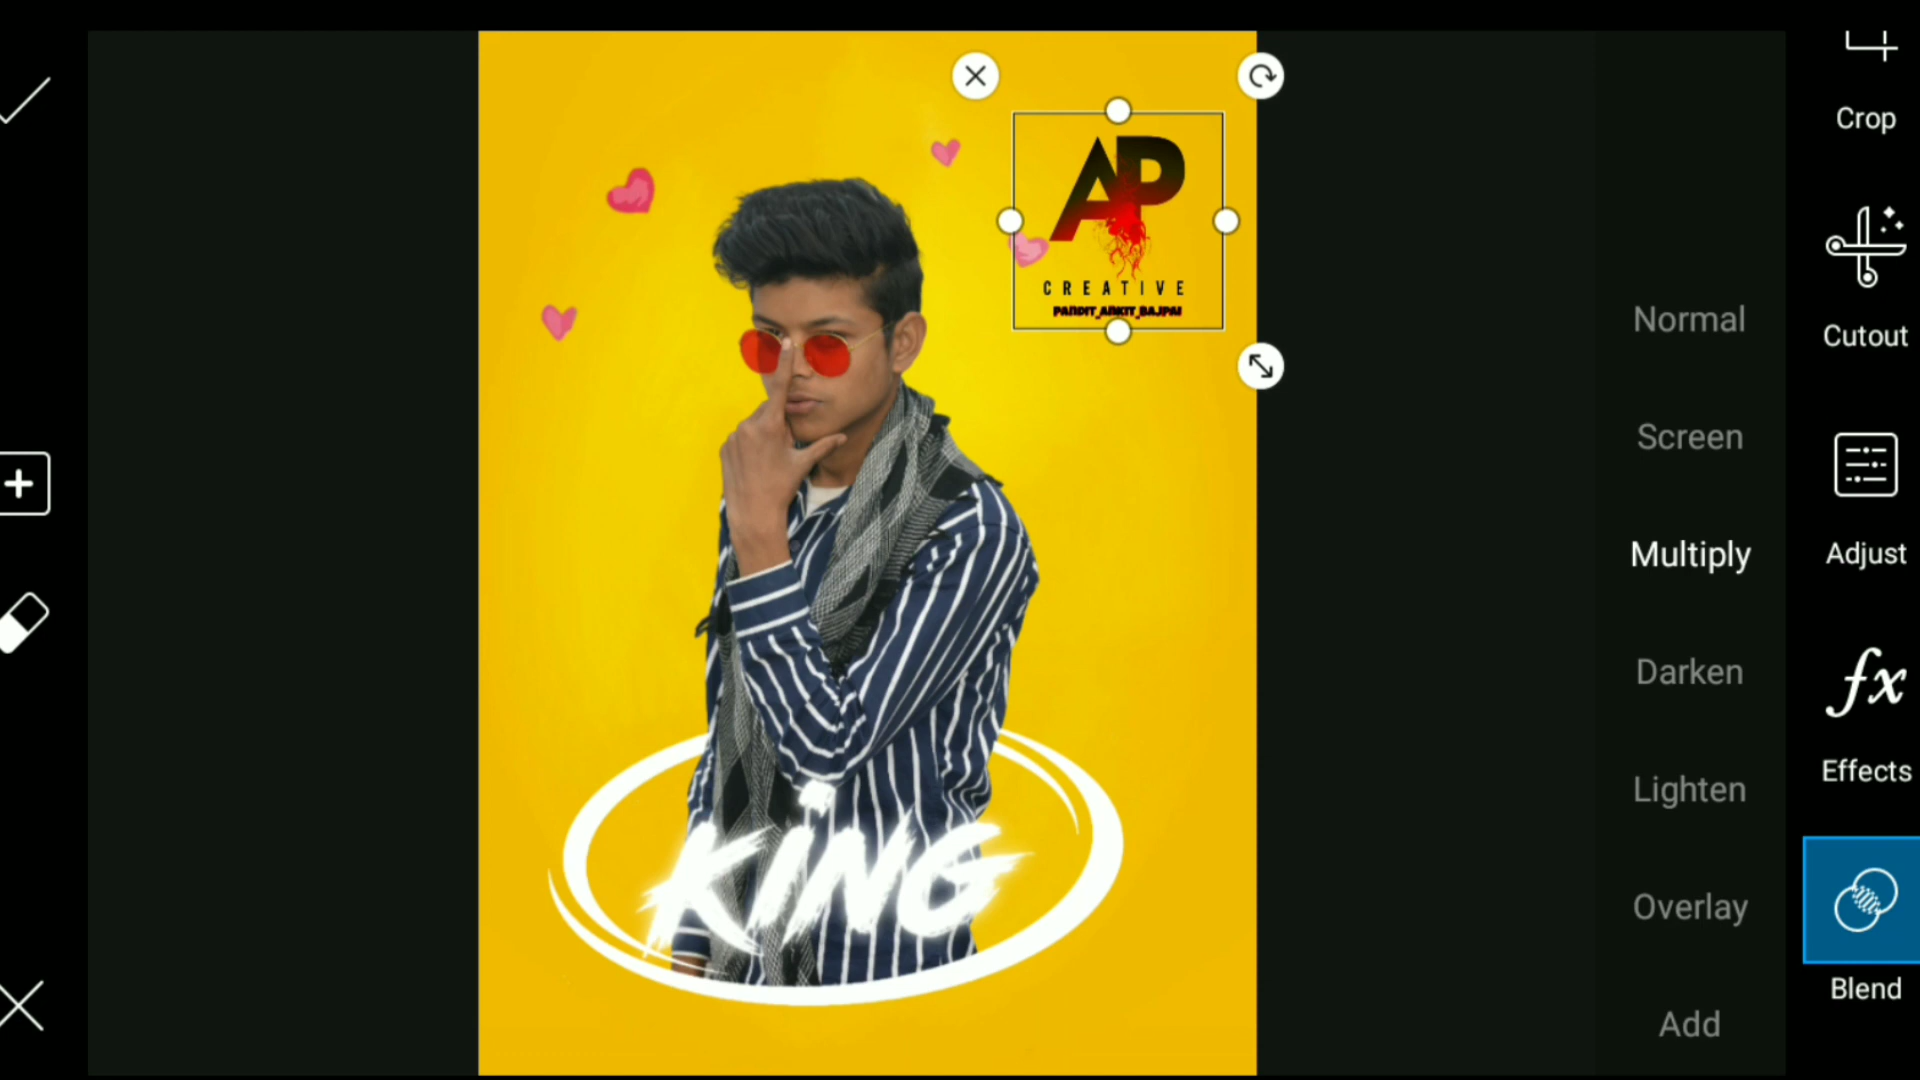 Crop
AP
CREATIVE
PANDIT_ANKIT_BAJPAI
Normal
Cutout
Screen
Multiply
Adjust
Darken
Effects
Lighten
KING
Overlay
Blend
Add